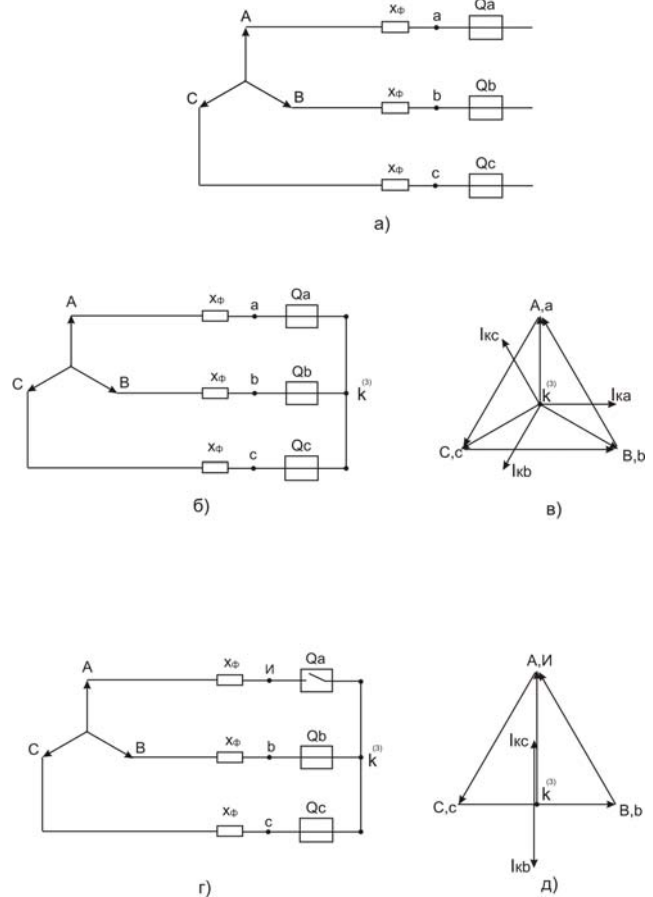 Qa
A
xФ
a
C
B
xФ
b
Qb
xФ
c
Qc
а)
A
xФ
a
Qa
C
B
xФ
b
Qb
k(3)
xФ
c
Qc
б)
A,a
Iкc
k(3)
Iкa
C,c
Iкb
B,b
в)
A
xФ
И
Qa
C
B
xФ
b
Qb
k(3)
xФ
c
Qc
г)
A,И
Iкc
k(3)
C,c
B,b
Iкb
д)